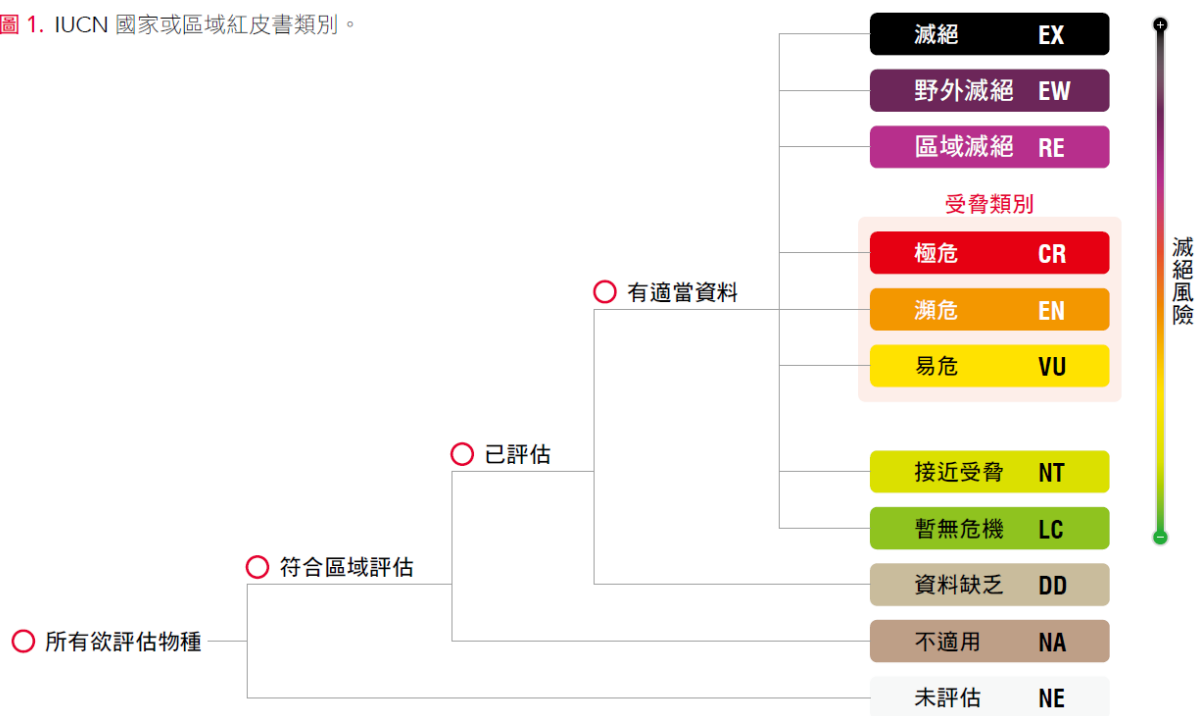 圖 1. IUCN 國家或區域紅皮書類別。
滅絕 EX
野外滅絕 EW
區域滅絕 RE
受脅類別
極危 CR
瀕危 EN
易危 VU
接近受脅 NT
暫無危機 LC
資料缺乏 DD
不適用 NA
未評估 NE
有適當資料
已評估
符合區域評估
所有欲評估物種
+
滅絕風險
−